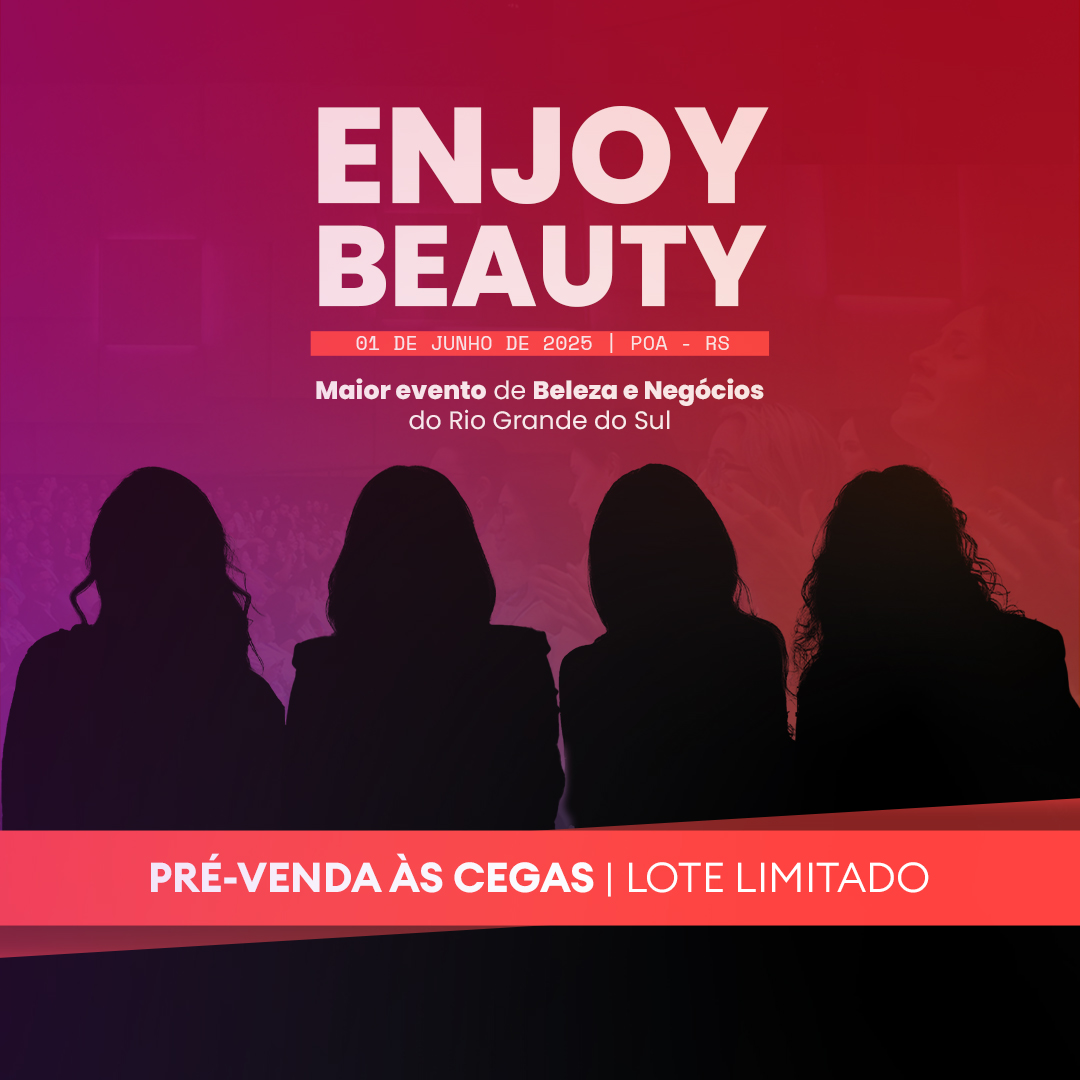 ENJOY
BEAUTY
01 DE JUNHO DE 2025 | POA - RS
Maior evento de Beleza e Negócios
do Rio Grande do Sul
PRÉ-VENDA ÀS CEGAS | LOTE LIMITADO